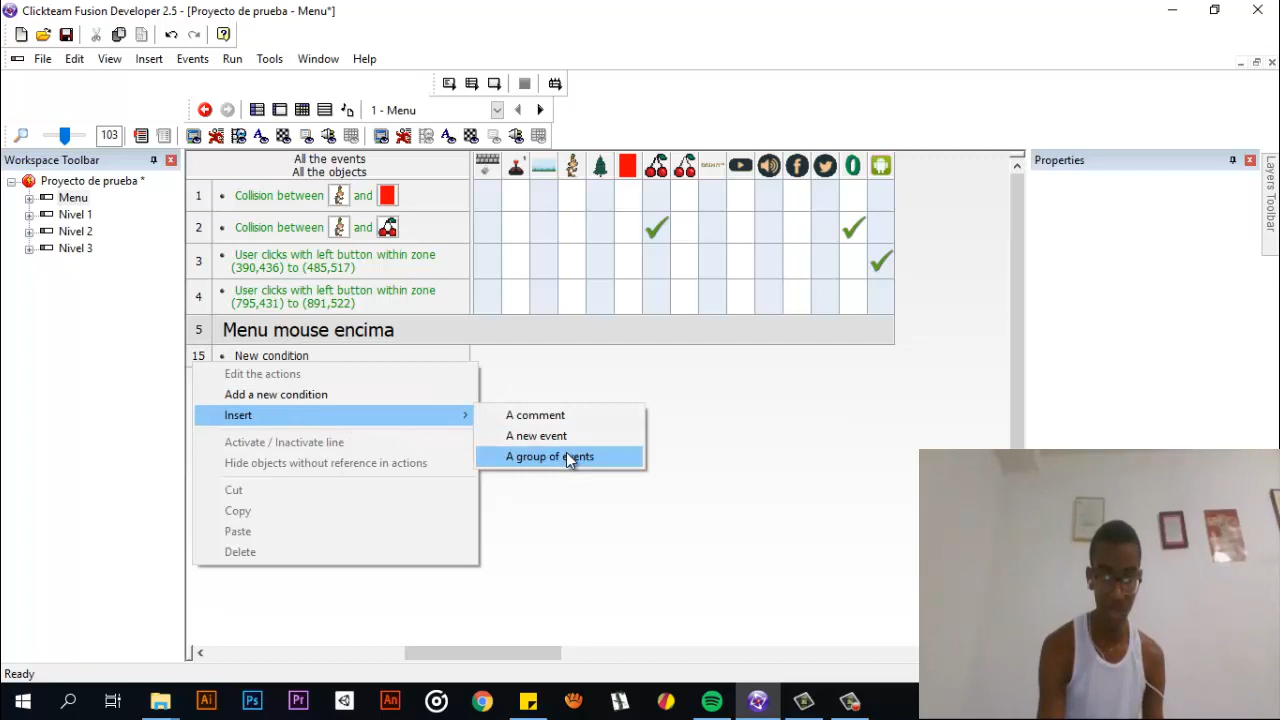 Clickteam Fusion Developer 2.5 - [Proyecto de prueba - Menu*]
File Edit View Insert Events Run Tools Window Help
1 - Menu
103
Workspace Toolbar
All the events
All the objects
Properties
Layers Toolbar
Proyecto de prueba *
Menu
Nivel 1
Nivel 2
Nivel 3
1 • Collision between and
2 • Collision between and
3 • User clicks with left button within zone
(390,436) to (485,517)
4 • User clicks with left button within zone
(795,431) to (891,522)
5 Menu mouse encima
15 • New condition
Edit the actions
Add a new condition
Insert
Activate / Inactivate line
Hide objects without reference in actions
Cut
Copy
Paste
Delete
A comment
A new event
A group of events
Ready
Ai Ps Pr An